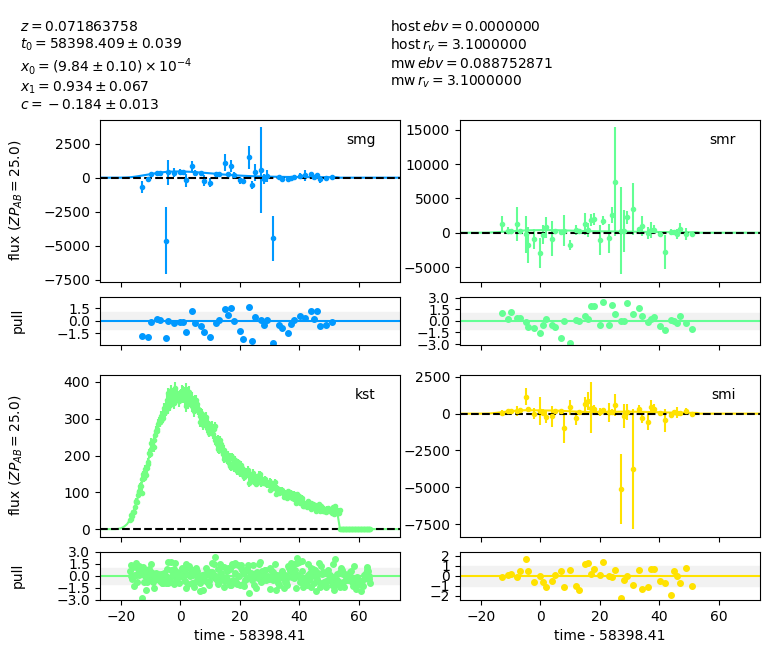 z = 0.071863758
t₀ = 58398.409 ± 0.039
x₀ = (9.84 ± 0.10) × 10⁻⁴
x₁ = 0.934 ± 0.067
c = −0.184 ± 0.013
host ebv = 0.0000000
host r_v = 3.1000000
mw ebv = 0.088752871
mw r_v = 3.1000000
flux (ZP_AB = 25.0)
2500
0
−2500
−5000
−7500
smg
15000
10000
5000
0
−5000
smr
pull
1.5
0.0
−1.5
3.0
1.5
0.0
−1.5
−3.0
flux (ZP_AB = 25.0)
400
300
200
100
0
kst
2500
0
−2500
−5000
−7500
smi
pull
3.0
1.5
0.0
−1.5
−3.0
2
1
0
−1
−2
−20 0 20 40 60
time - 58398.41
−20 0 20 40 60
time - 58398.41